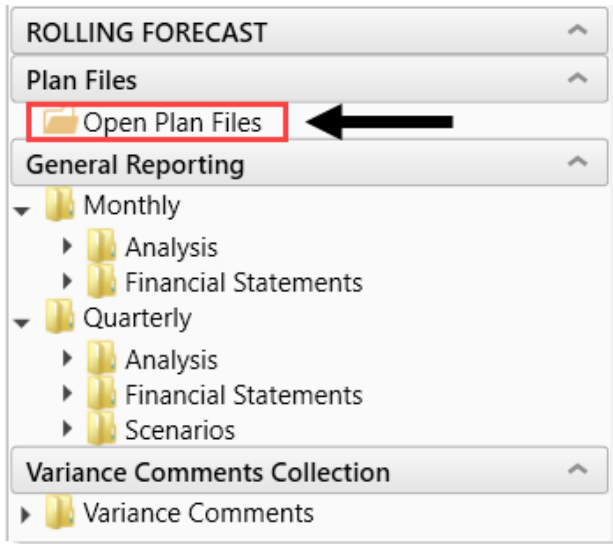 ROLLING FORECAST
Plan Files
Open Plan Files
General Reporting
Monthly
Analysis
Financial Statements
Quarterly
Analysis
Financial Statements
Scenarios
Variance Comments Collection
Variance Comments